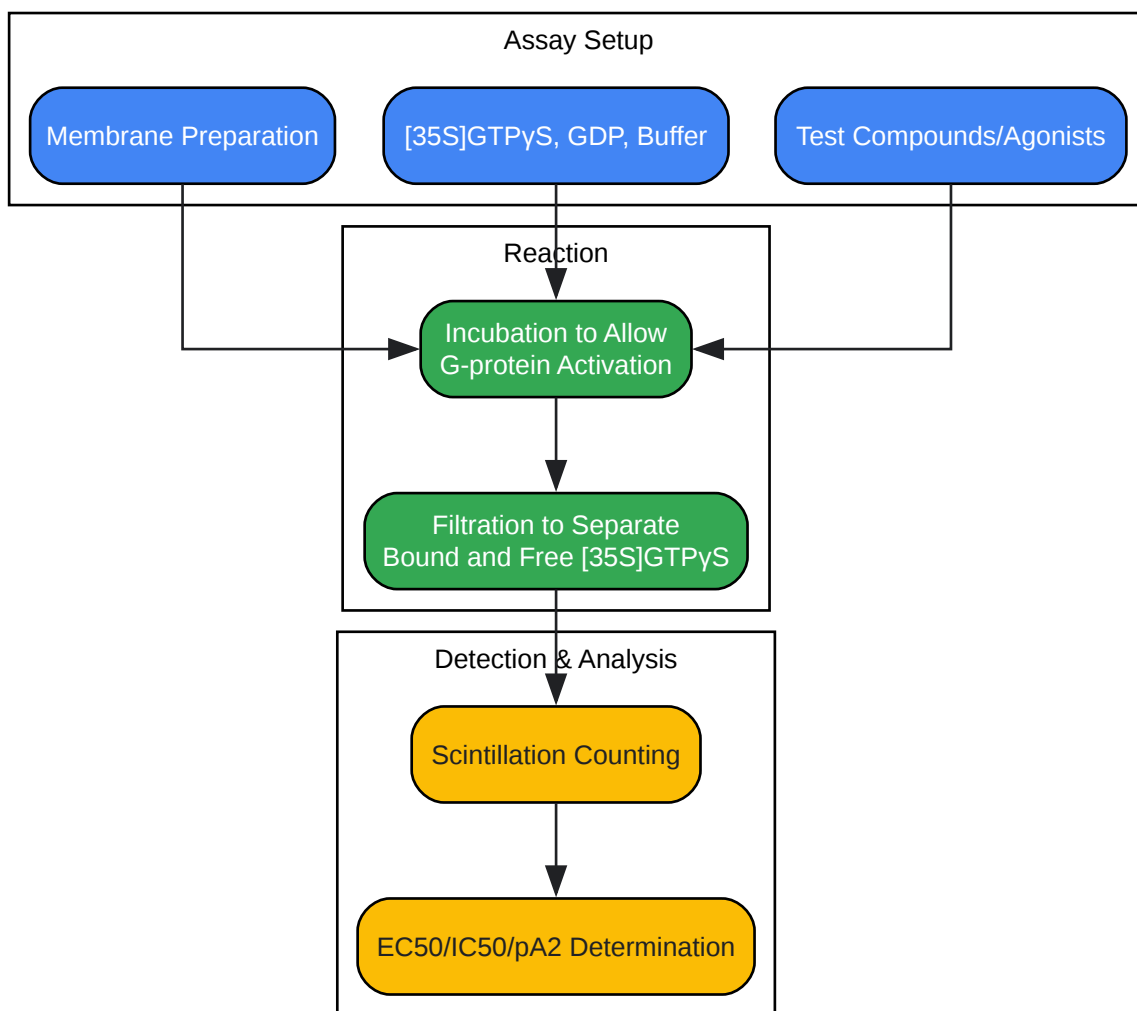 Assay Setup
Membrane Preparation
[35S]GTPγS, GDP, Buffer
Test Compounds/Agonists
Reaction
Incubation to Allow
G-protein Activation
Filtration to Separate
Bound and Free [35S]GTPγS
Detection & Analysis
Scintillation Counting
EC50/IC50/pA2 Determination